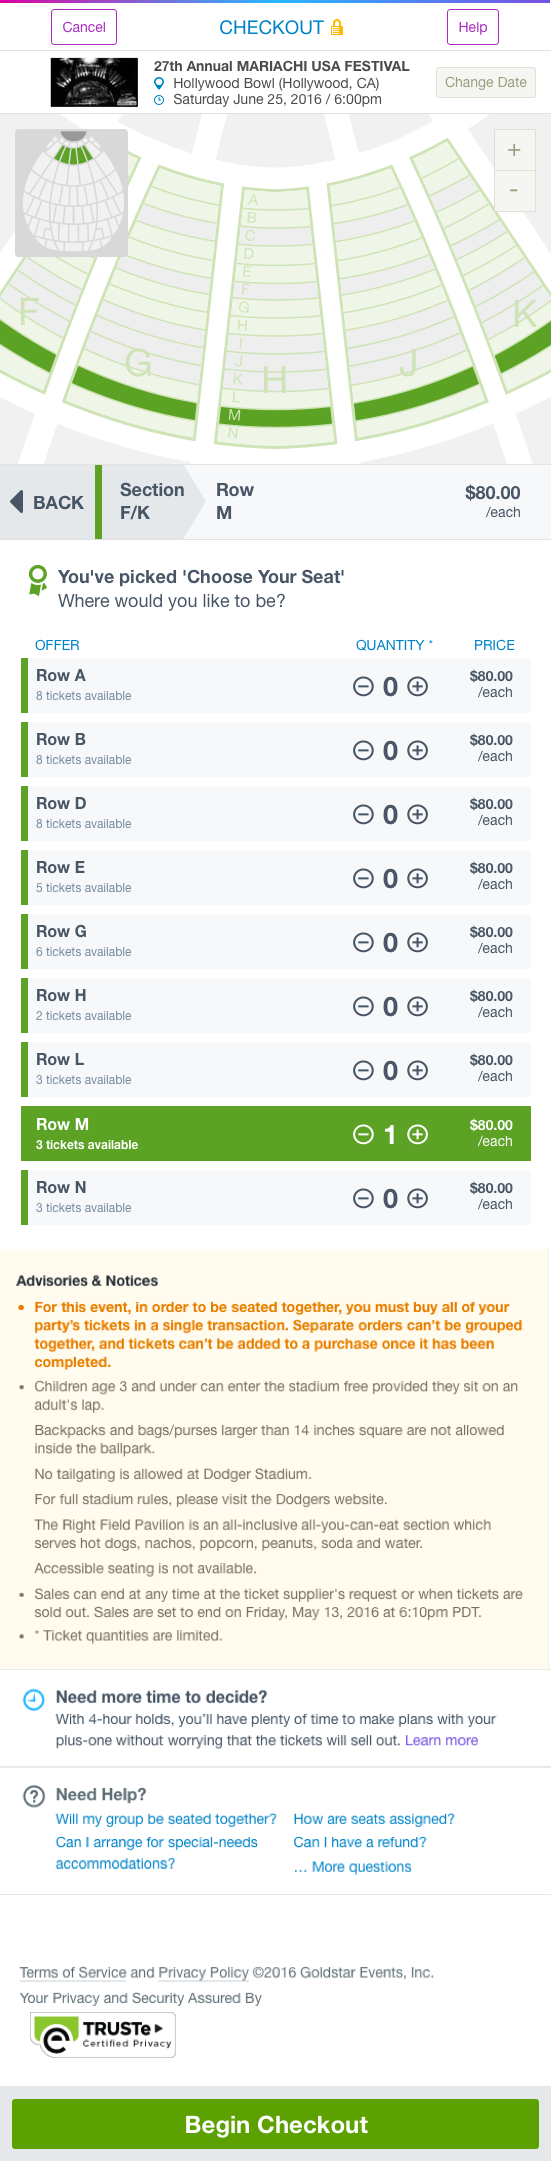 Cancel
CHECKOUT
Help
27th Annual MARIACHI USA FESTIVAL
Hollywood Bowl (Hollywood, CA)
Saturday June 25, 2016 / 6:00pm
Change Date
+
-
A
B
C
D
E
F
G
H
I
J
K
L
M
N
F
G
H
J
K
BACK
Section
F/K
Row
M
$80.00
/each
You've picked 'Choose Your Seat'
Where would you like to be?
OFFER QUANTITY * PRICE
Row A
8 tickets available
0
$80.00
/each
Row B
8 tickets available
0
$80.00
/each
Row D
8 tickets available
0
$80.00
/each
Row E
5 tickets available
0
$80.00
/each
Row G
6 tickets available
0
$80.00
/each
Row H
2 tickets available
0
$80.00
/each
Row L
3 tickets available
0
$80.00
/each
Row M
3 tickets available
1
$80.00
/each
Row N
3 tickets available
0
$80.00
/each
Advisories & Notices
• For this event, in order to be seated together, you must buy all of your
party's tickets in a single transaction. Separate orders can't be grouped
together, and tickets can't be added to a purchase once it has been
completed.
• Children age 3 and under can enter the stadium free provided they sit on an
adult's lap.
Backpacks and bags/purses larger than 14 inches square are not allowed
inside the ballpark.
No tailgating is allowed at Dodger Stadium.
For full stadium rules, please visit the Dodgers website.
The Right Field Pavilion is an all-inclusive all-you-can-eat section which
serves hot dogs, nachos, popcorn, peanuts, soda and water.
Accessible seating is not available.
• Sales can end at any time at the ticket supplier's request or when tickets are
sold out. Sales are set to end on Friday, May 13, 2016 at 6:10pm PDT.
• * Ticket quantities are limited.
Need more time to decide?
With 4-hour holds, you'll have plenty of time to make plans with your
plus-one without worrying that the tickets will sell out. Learn more
Need Help?
Will my group be seated together?
Can I arrange for special-needs
accommodations?
How are seats assigned?
Can I have a refund?
... More questions
Terms of Service and Privacy Policy ©2016 Goldstar Events, Inc.
Your Privacy and Security Assured By
TRUSTe
Certified Privacy
Begin Checkout